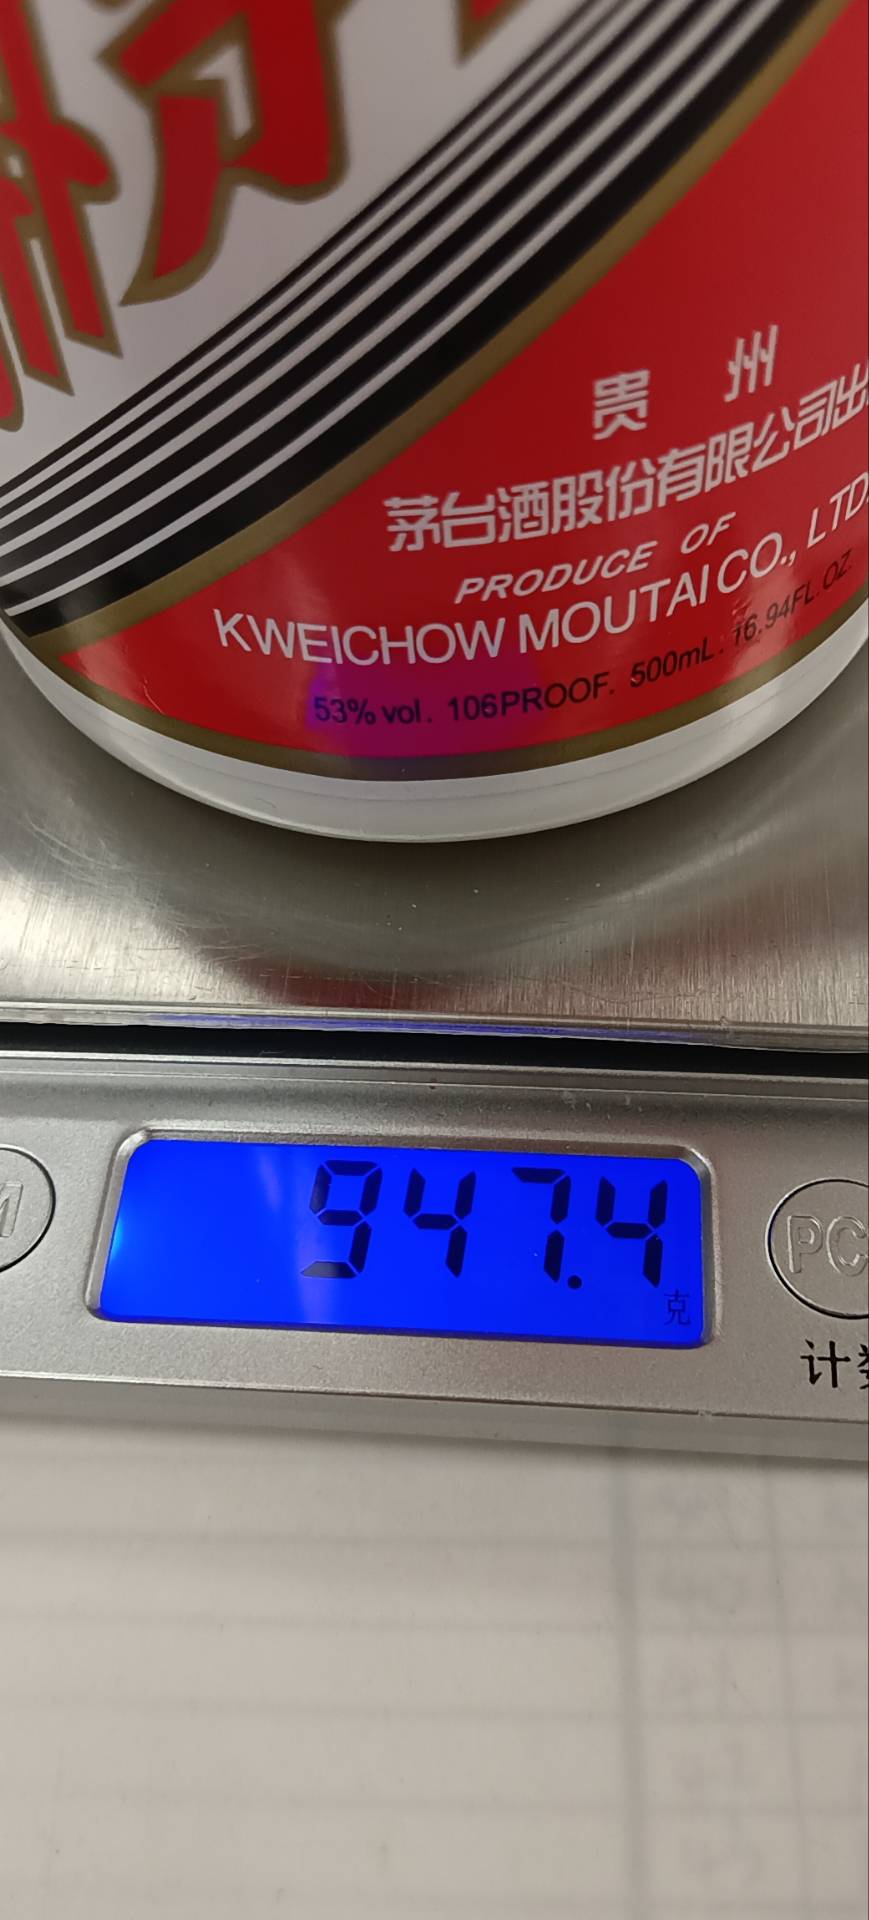 贵 州
茅台酒股份有限公司出
PRODUCE OF
KWEICHOW MOUTAI CO., LTD.
53% vol. 106PROOF. 500mL. 16.94FL.OZ.
M
947.4
克
PC
计